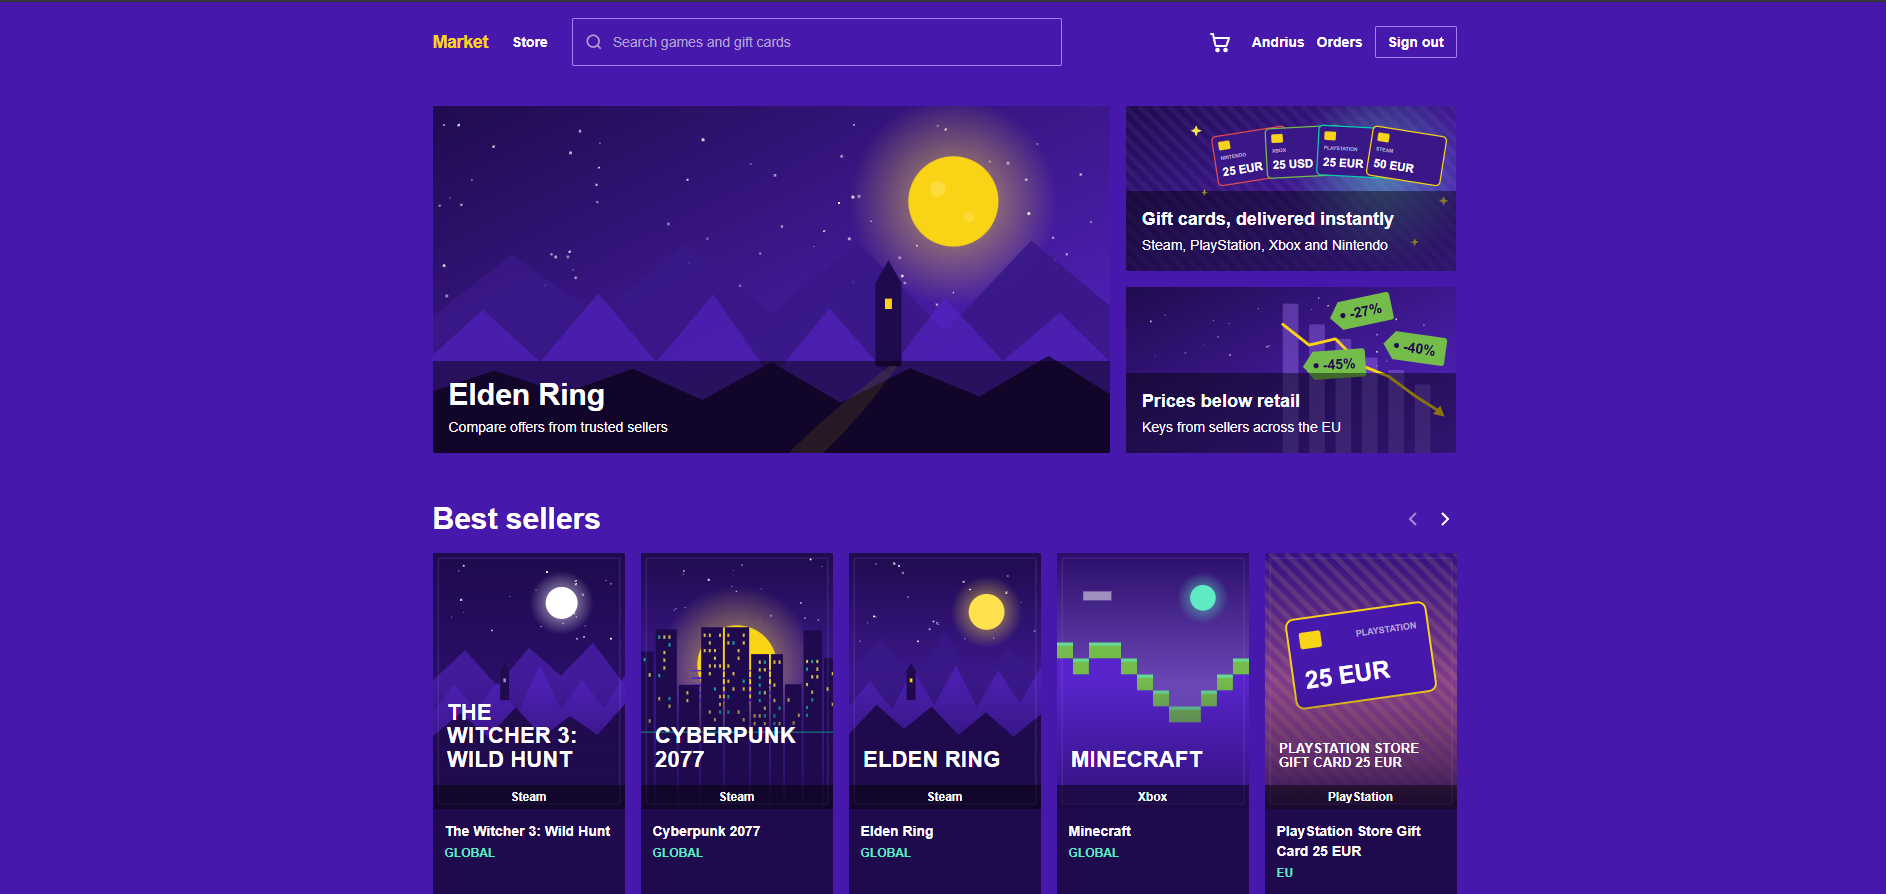 Market
Store
Search games and gift cards
Andrius
Orders
Sign out
Elden Ring
Compare offers from trusted sellers
NINTENDO
25 EUR
XBOX
25 USD
PLAYSTATION
25 EUR
STEAM
50 EUR
Gift cards, delivered instantly
Steam, PlayStation, Xbox and Nintendo
-27%
-40%
-45%
Prices below retail
Keys from sellers across the EU
Best sellers
THE
WITCHER 3:
WILD HUNT
Steam
The Witcher 3: Wild Hunt
GLOBAL
CYBERPUNK
2077
Steam
Cyberpunk 2077
GLOBAL
ELDEN RING
Steam
Elden Ring
GLOBAL
MINECRAFT
Xbox
Minecraft
GLOBAL
PLAYSTATION
25 EUR
PLAYSTATION STORE
GIFT CARD 25 EUR
PlayStation
PlayStation Store Gift
Card 25 EUR
EU